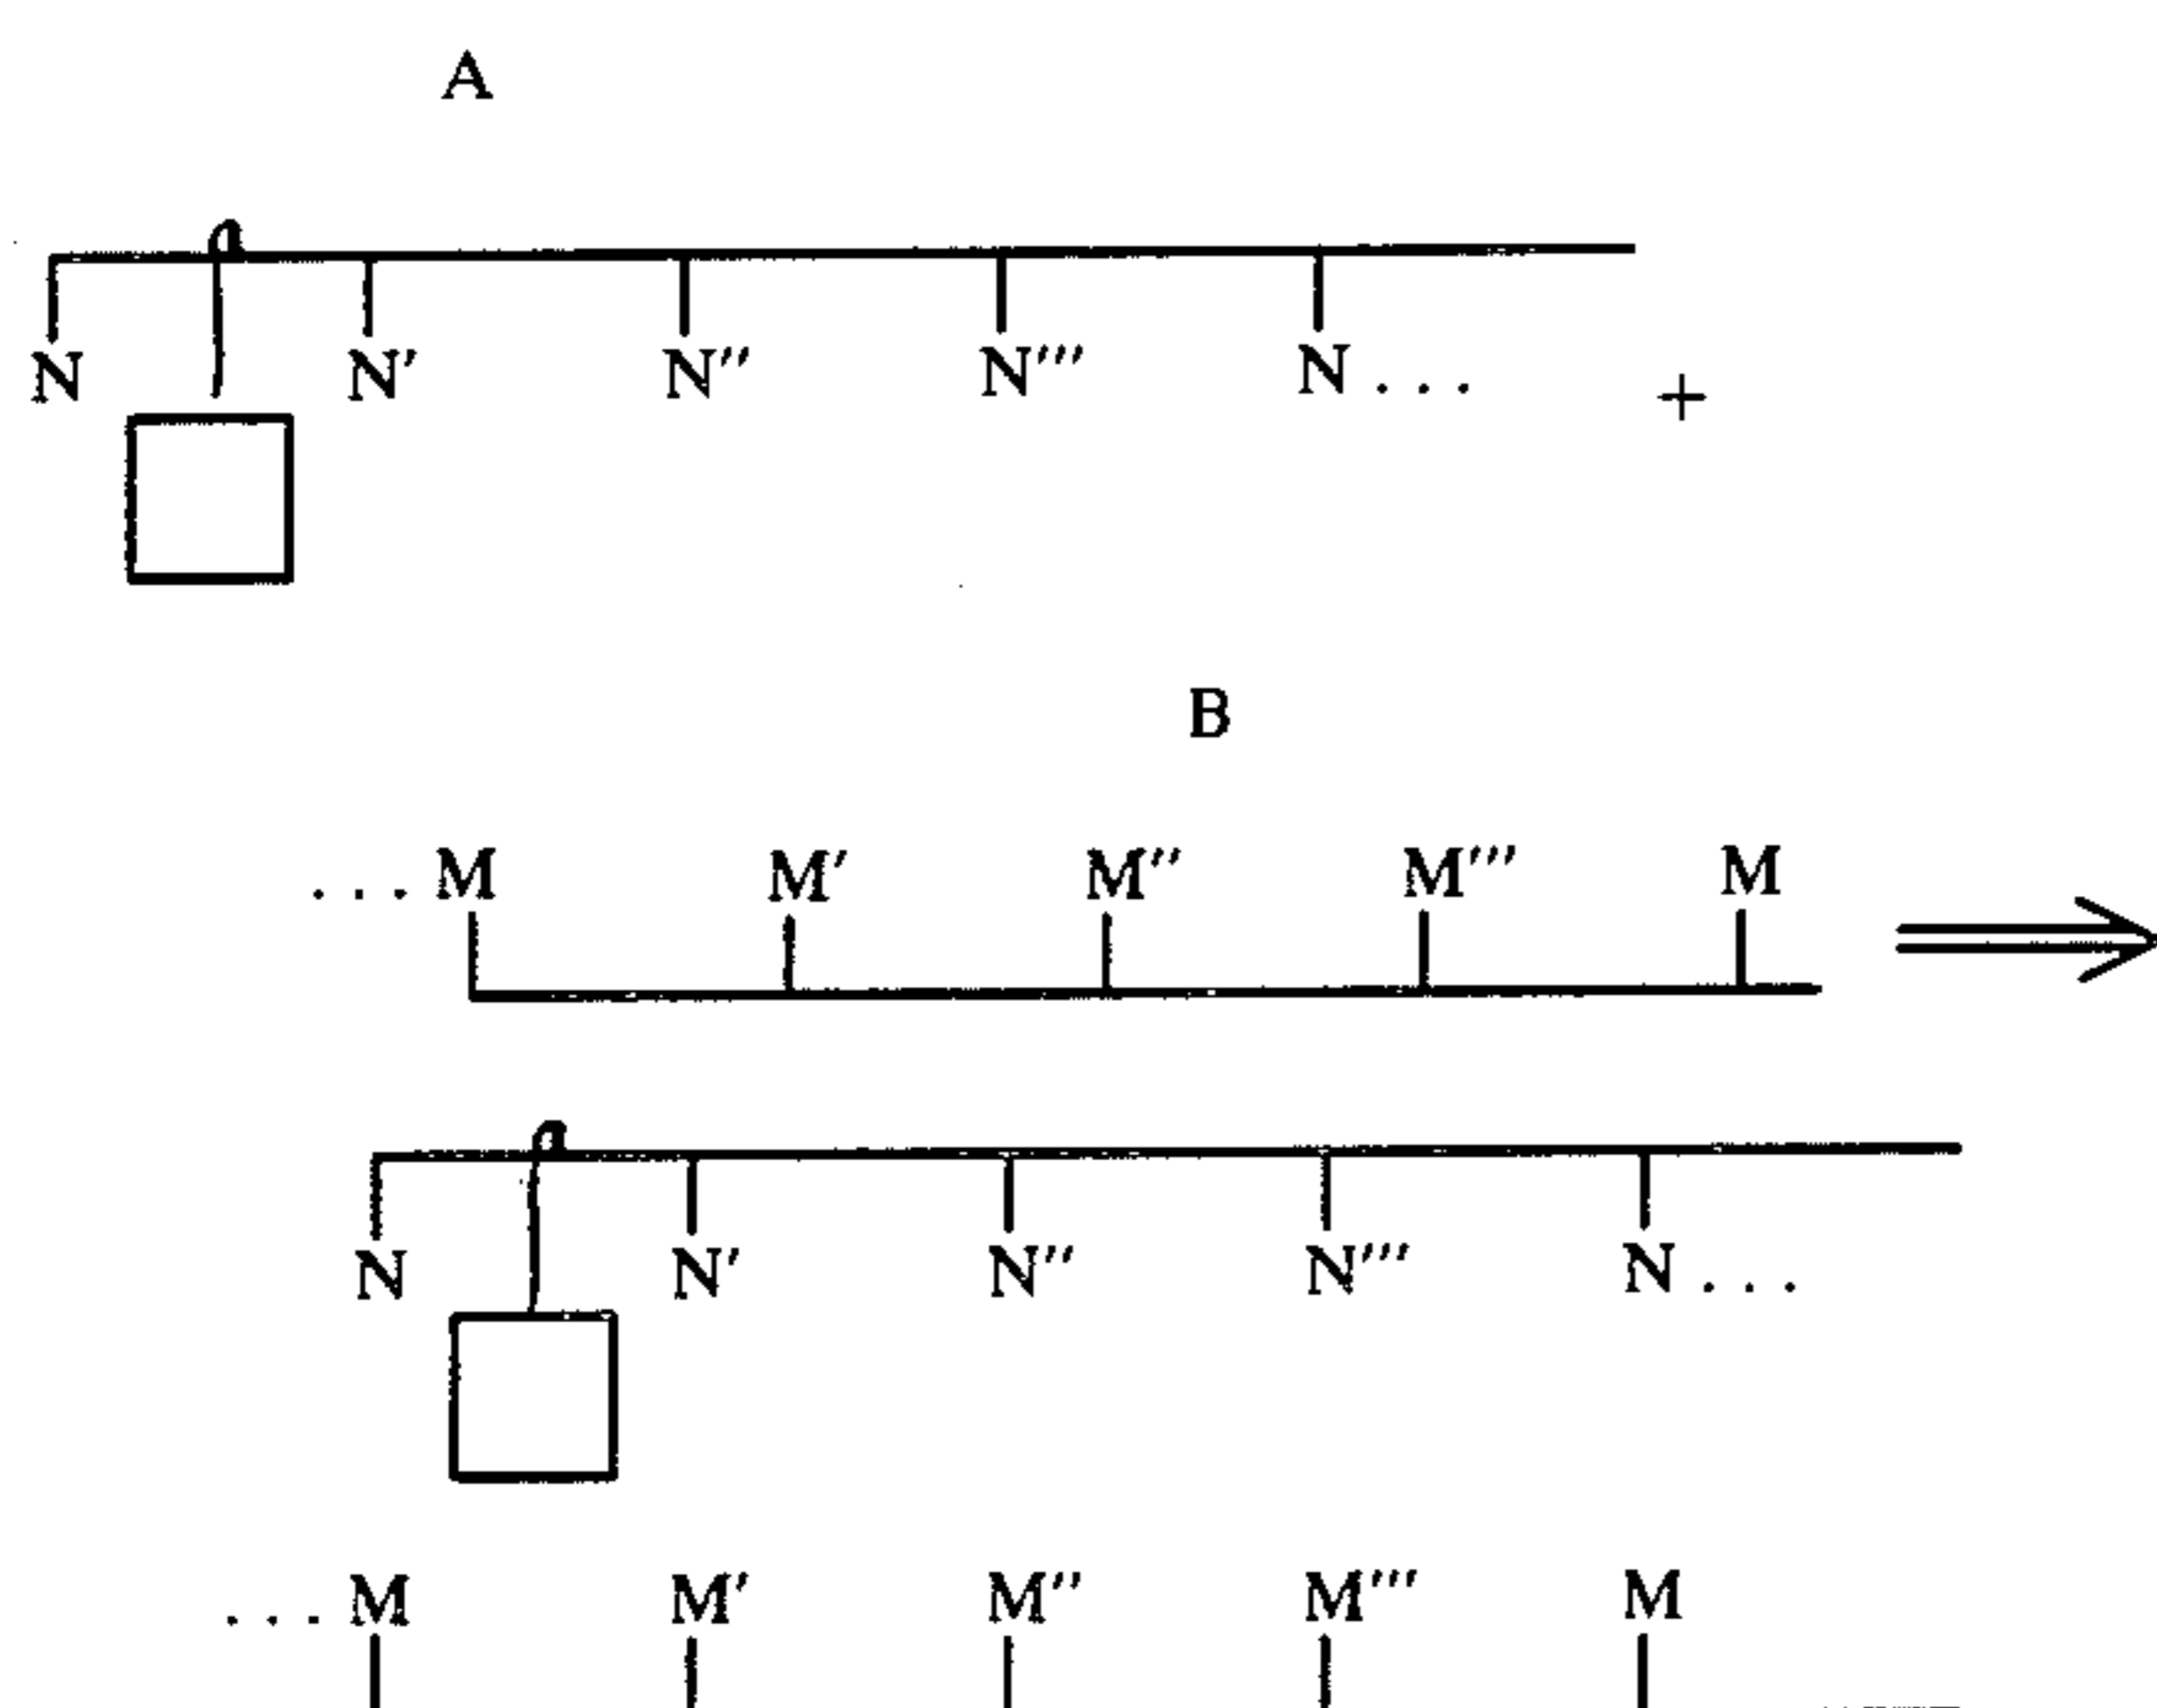 A
N N′ N″ N‴ N . . . +
B
. . . M M′ M″ M‴ M
N N′ N″ N‴ N . . .
. . . M M′ M″ M‴ M